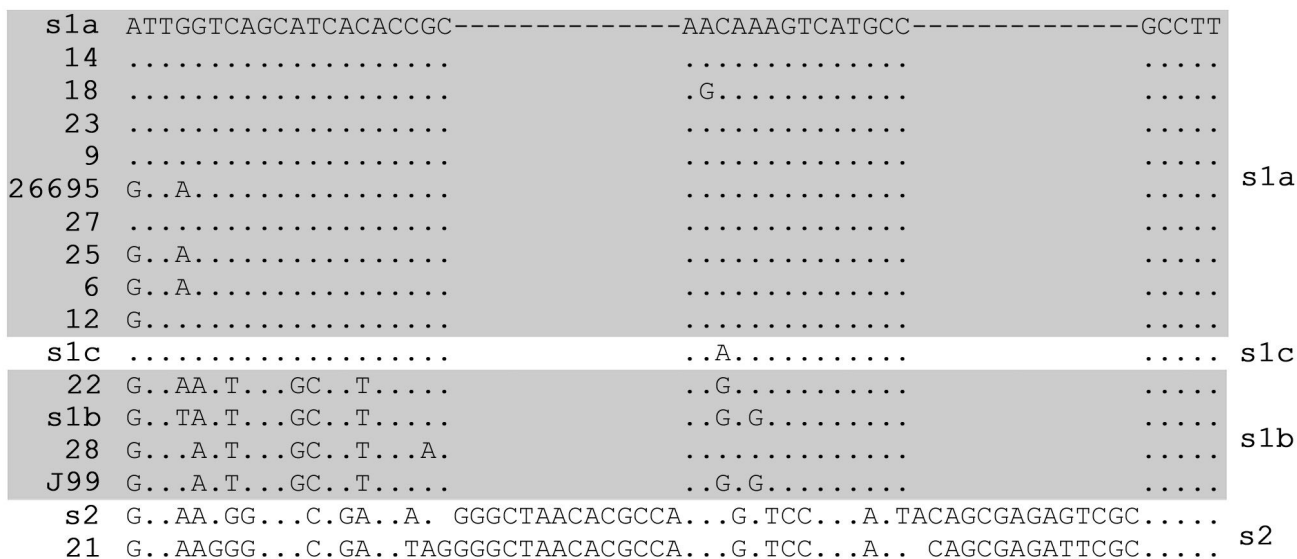 s1a ATTGGTCAGCATCACACCGC--------------AACAAAGTCATGCC--------------GCCTT
14 .................... .............. .....
18 .................... .G............ .....
23 .................... .............. .....
9 .................... .............. .....
s1a
26695 G..A................ .............. .....
27 .................... .............. .....
25 G..A................ .............. .....
6 G..A................ .............. .....
12 G................... .............. .....
s1c .................... ..A........... ..... s1c
22 G..AA.T...GC..T..... ..G........... .....
s1b G..TA.T...GC..T..... ..G.G......... .....
s1b
28 G...A.T...GC..T...A. .............. .....
J99 G...A.T...GC..T..... ..G.G......... .....
s2 G..AA.GG...C.GA..A. GGGCTAACACGCCA...G.TCC...A.TACAGCGAGAGTCGC.....
s2
21 G..AAGGG...C.GA..TAGGGGCTAACACGCCA...G.TCC...A.. CAGCGAGATTCGC.....